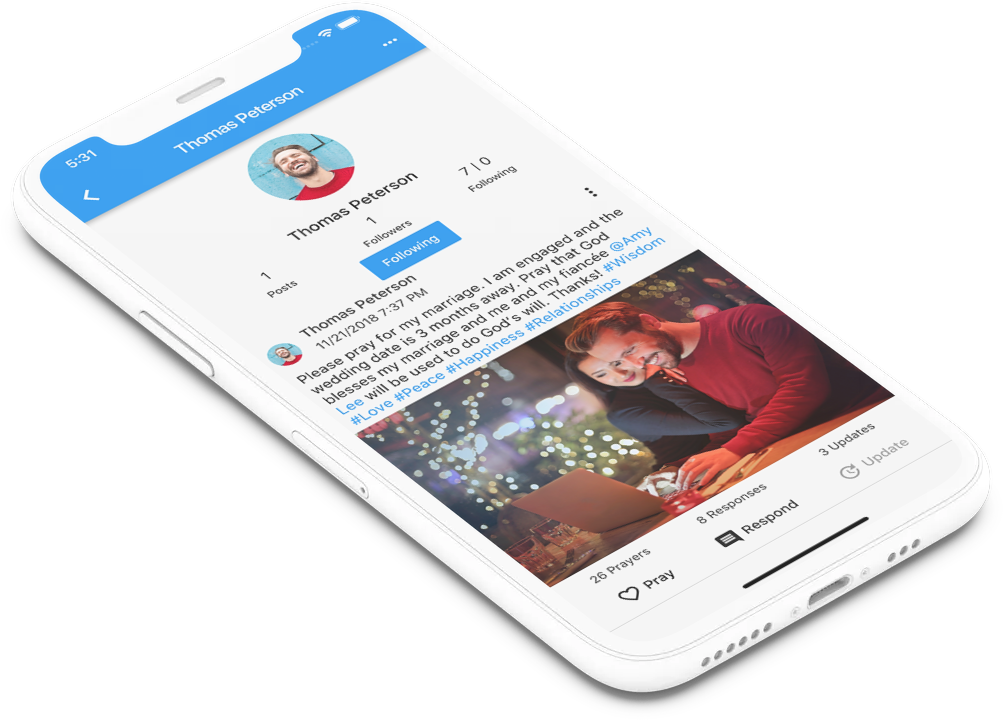 5:31
Thomas Peterson
Thomas Peterson
1
Posts
1
Followers
7 | 0
Following
Following
Thomas Peterson
11/21/2018 7:37 PM
Please pray for my marriage. I am engaged and the
wedding date is 3 months away. Pray that God
blesses my marriage and me and my fiancée @Amy
Lee will be used to do God's will. Thanks! #Wisdom
#Love #Peace #Happiness #Relationships
26 Prayers
8 Responses
3 Updates
Pray
Respond
Update